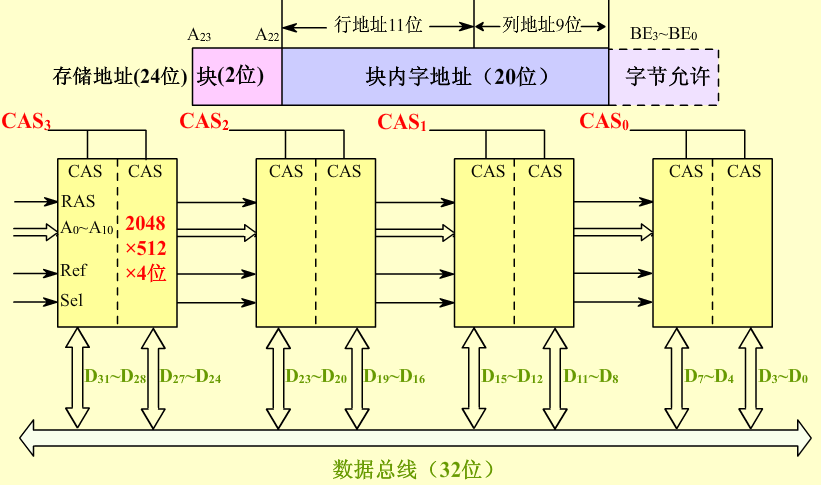 行地址11位
列地址9位
A23
A22
BE3~BE0
存储地址(24位)
块(2位)
块内字地址（20位）
字节允许
CAS3
CAS2
CAS1
CAS0
CAS
CAS
CAS
CAS
CAS
CAS
CAS
CAS
RAS
A0~A10
Ref
Sel
2048
×512
×4位
D31~D28
D27~D24
D23~D20
D19~D16
D15~D12
D11~D8
D7~D4
D3~D0
数据总线（32位）